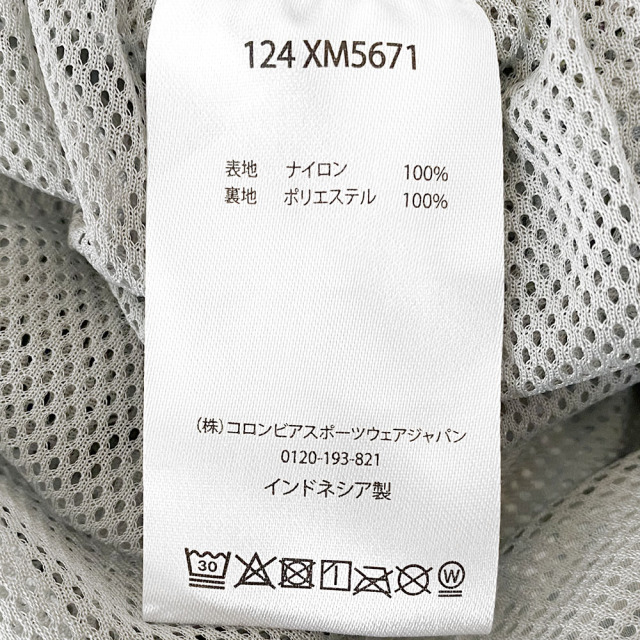 124 XM5671
表地 ナイロン 100%
裏地 ポリエステル 100%
(株)コロンビアスポーツウェアジャパン
0120-193-821
インドネシア製
30 W